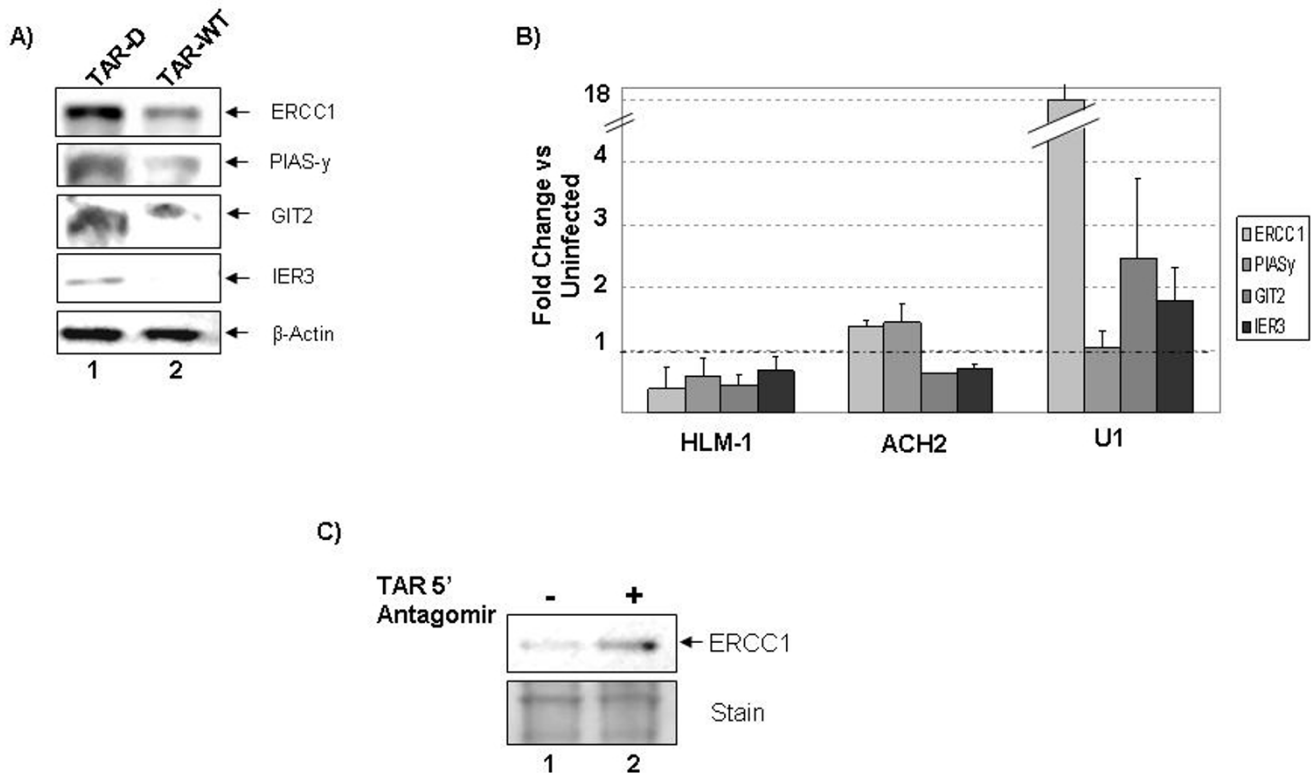 A)
TAR-D TAR-WT
ERCC1
PIAS-y
GIT2
IER3
β-Actin
1 2
B)
Fold Change vs
Uninfected
18
4
3
2
1
HLM-1 ACH2 U1
ERCC1
PIASy
GIT2
IER3
C)
TAR 5' - +
Antagomir
ERCC1
Stain
1 2